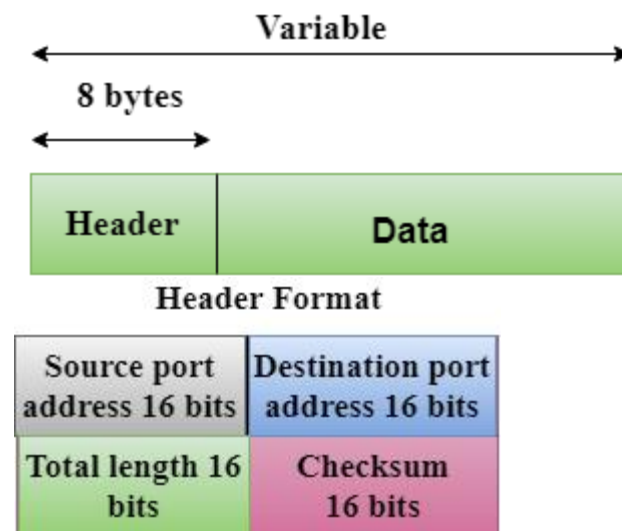 Variable
8 bytes
Header
Data
Header Format
Source port
address 16 bits
Destination port
address 16 bits
Total length 16
bits
Checksum
16 bits